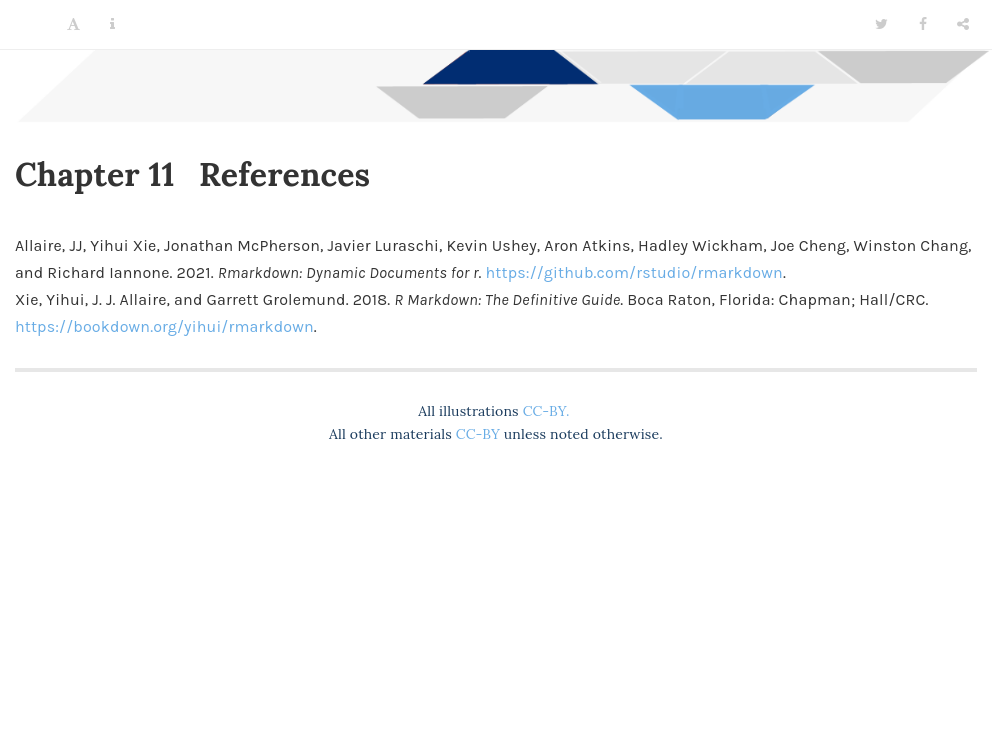 Chapter 11 References
Allaire, JJ, Yihui Xie, Jonathan McPherson, Javier Luraschi, Kevin Ushey, Aron Atkins, Hadley Wickham, Joe Cheng, Winston Chang,
and Richard Iannone. 2021. Rmarkdown: Dynamic Documents for r. https://github.com/rstudio/rmarkdown.
Xie, Yihui, J. J. Allaire, and Garrett Grolemund. 2018. R Markdown: The Definitive Guide. Boca Raton, Florida: Chapman; Hall/CRC.
https://bookdown.org/yihui/rmarkdown.
All illustrations CC-BY.
All other materials CC-BY unless noted otherwise.